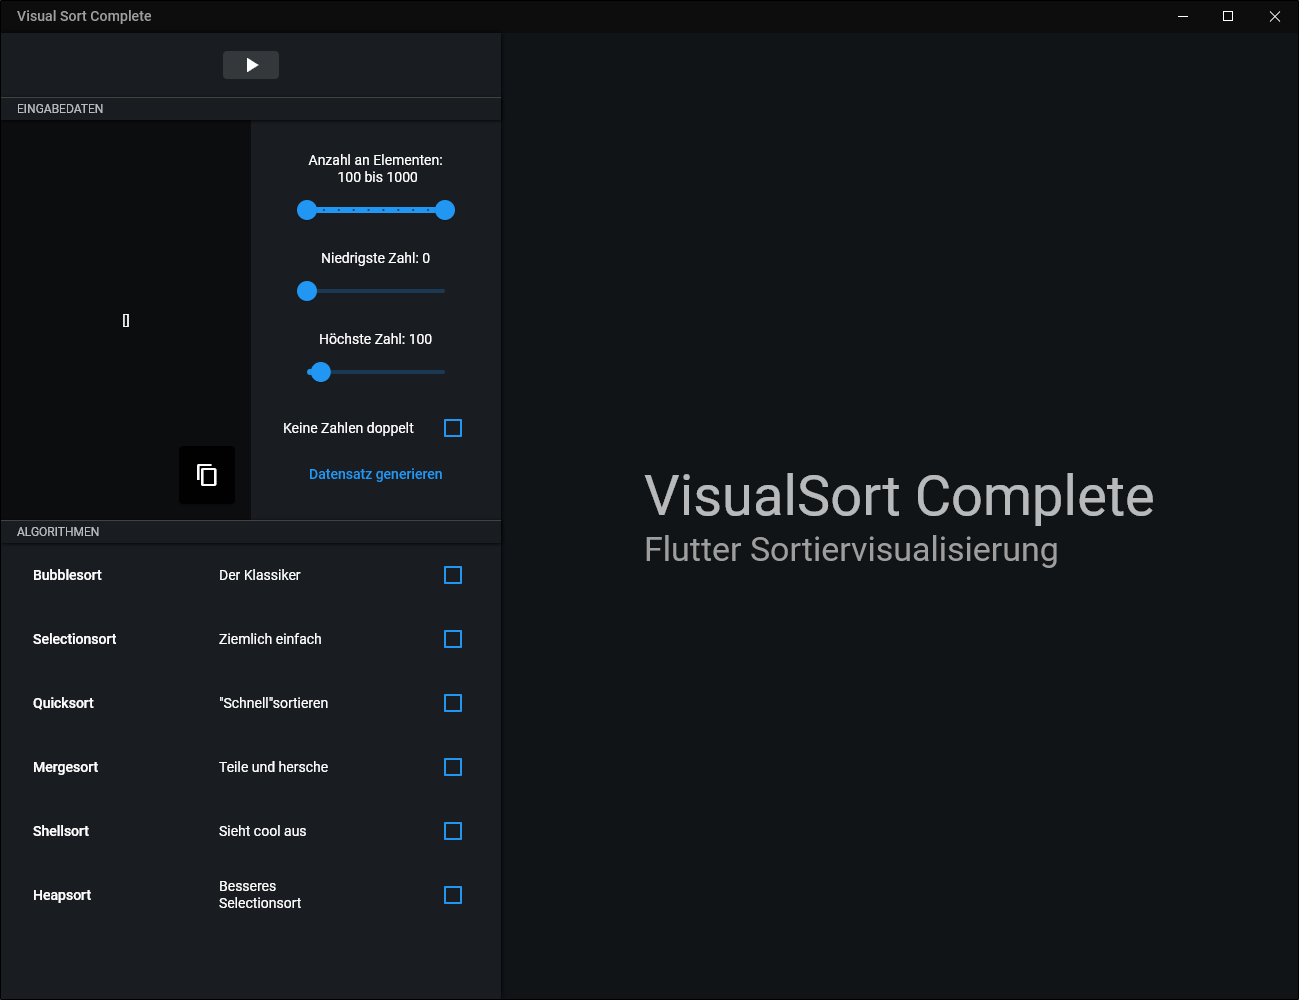 Visual Sort Complete
EINGABEDATEN
[]
Anzahl an Elementen:
100 bis 1000
Niedrigste Zahl: 0
Höchste Zahl: 100
Keine Zahlen doppelt
Datensatz generieren
ALGORITHMEN
Bubblesort Der Klassiker
Selectionsort Ziemlich einfach
Quicksort "Schnell"sortieren
Mergesort Teile und hersche
Shellsort Sieht cool aus
Heapsort Besseres
Selectionsort
VisualSort Complete
Flutter Sortiervisualisierung